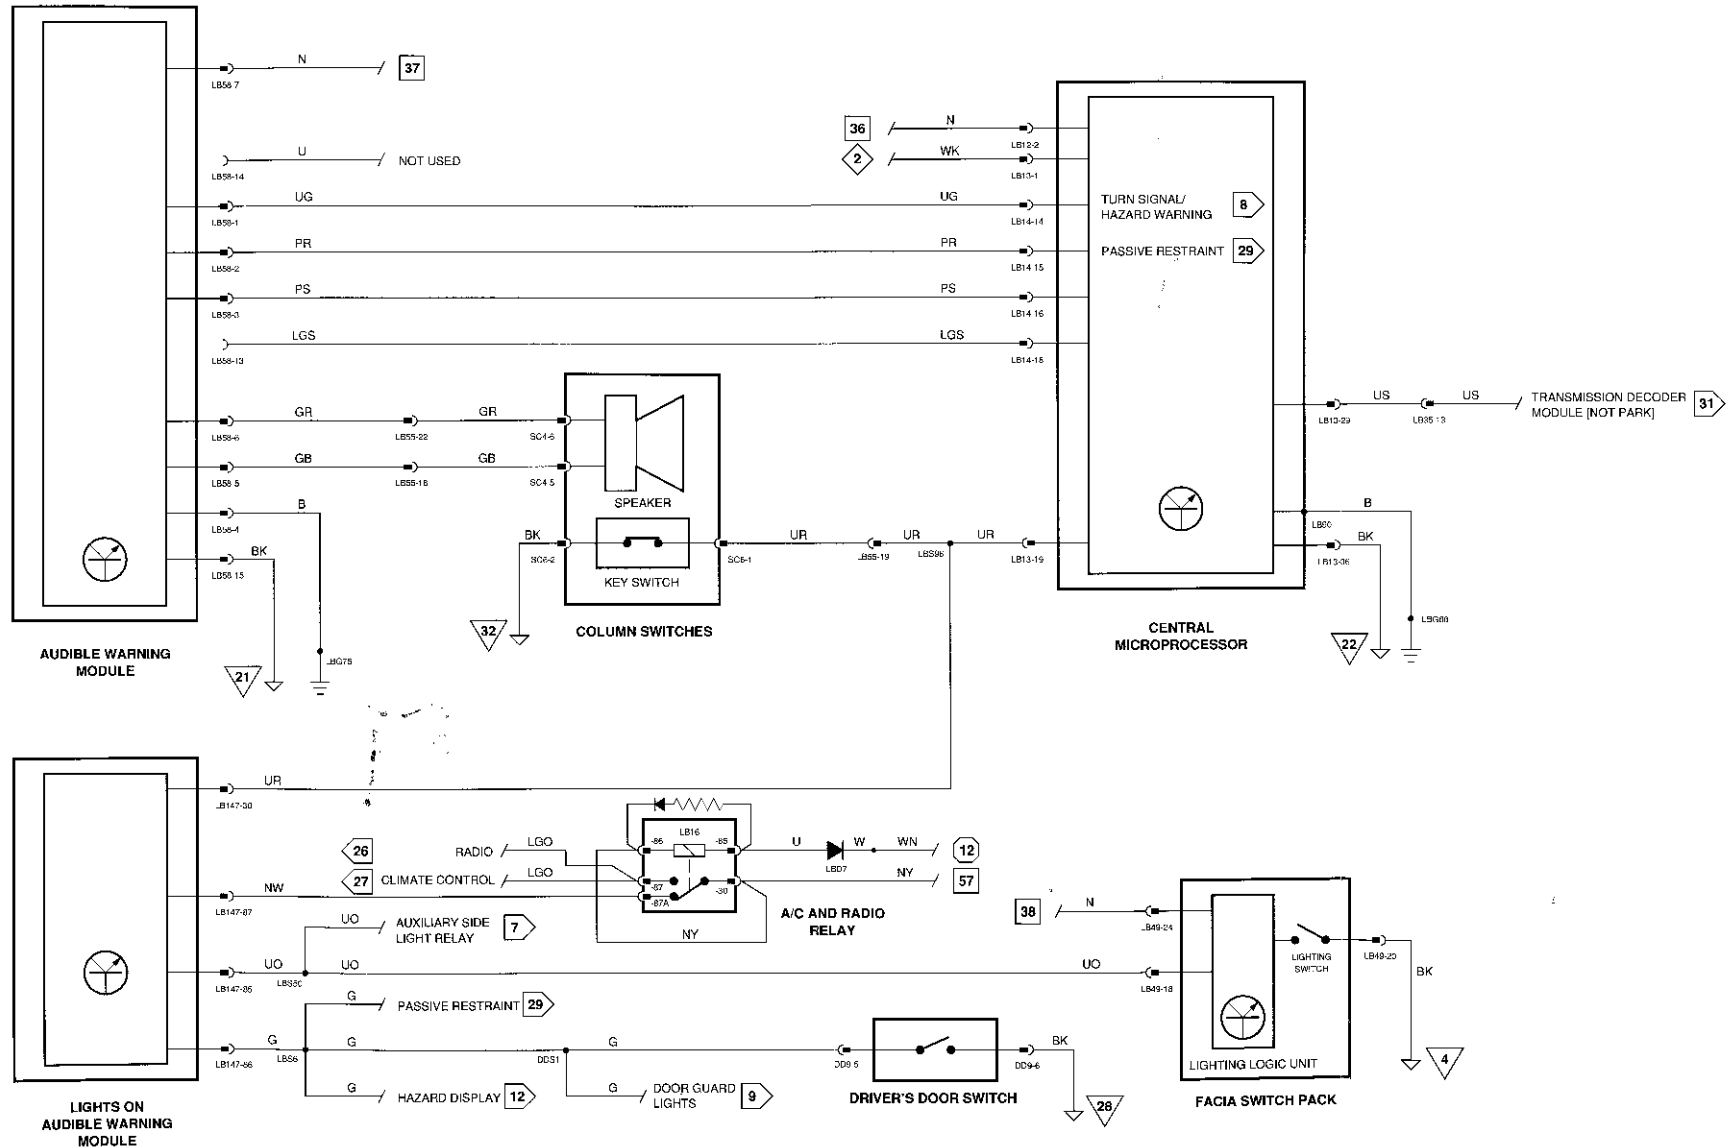 N
37
LB58-7
U
NOT USED
LB58-14
UG
UG
LB58-1
LB14-14
PR
PR
LB58-2
LB14-15
PS
PS
LB58-3
LB14-16
LGS
LGS
LB58-13
36
N
LB12-2
2
WK
LB13-1
TURN SIGNAL/
HAZARD WARNING
8
PASSIVE RESTRAINT
29
GR
GR
LB58-6
LB55-22
SC4-6
GB
GB
LB58-5
LB55-18
SC4-5
SPEAKER
B
LB58-4
BK
LB58-15
BK
SC6-2
KEY SWITCH
SC6-1
UR
UR
UR
LB55-19
LBS96
LB13-19
US
US
LB13-29
LB35-13
TRANSMISSION DECODER
MODULE [NOT PARK]
31
B
LB90
BK
LB13-36
32
COLUMN SWITCHES
CENTRAL
MICROPROCESSOR
22
AUDIBLE WARNING
MODULE
21
LBG75
UR
LB147-30
26
RADIO
LGO
27
CLIMATE CONTROL
LGO
LB16
-86
-85
-87
-30
-87A
U
W
WN
12
LBD7
NY
57
NY
A/C AND RADIO
RELAY
NW
LB147-87
UO
AUXILIARY SIDE
LIGHT RELAY
7
UO
UO
UO
LB147-85
LB49-18
38
N
LB49-24
LIGHTING
SWITCH
LB49-20
BK
LIGHTING LOGIC UNIT
4
FACIA SWITCH PACK
G
PASSIVE RESTRAINT
29
G
G
G
LB147-86
LBS6
DDS1
DD9-5
DD9-6
BK
G
HAZARD DISPLAY
12
G
DOOR GUARD
LIGHTS
9
DRIVER'S DOOR SWITCH
28
LIGHTS ON
AUDIBLE WARNING
MODULE